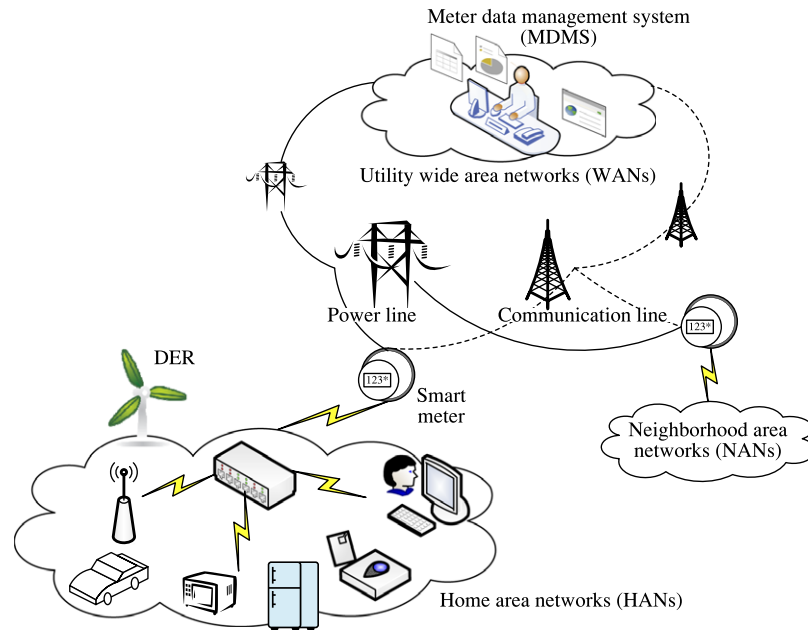 Meter data management system
(MDMS)
Utility wide area networks (WANs)
Power line
Communication line
123*
DER
123*
Smart
meter
Neighborhood area
networks (NANs)
Home area networks (HANs)